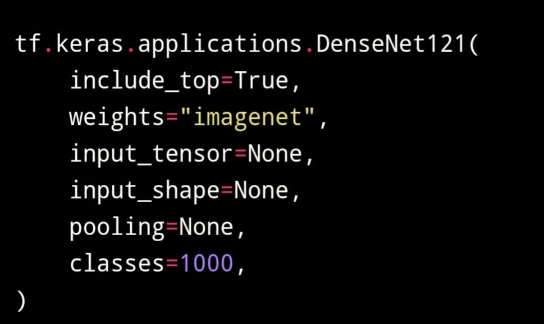 tf.keras.applications.DenseNet121(
    include_top=True,
    weights="imagenet",
    input_tensor=None,
    input_shape=None,
    pooling=None,
    classes=1000,
)